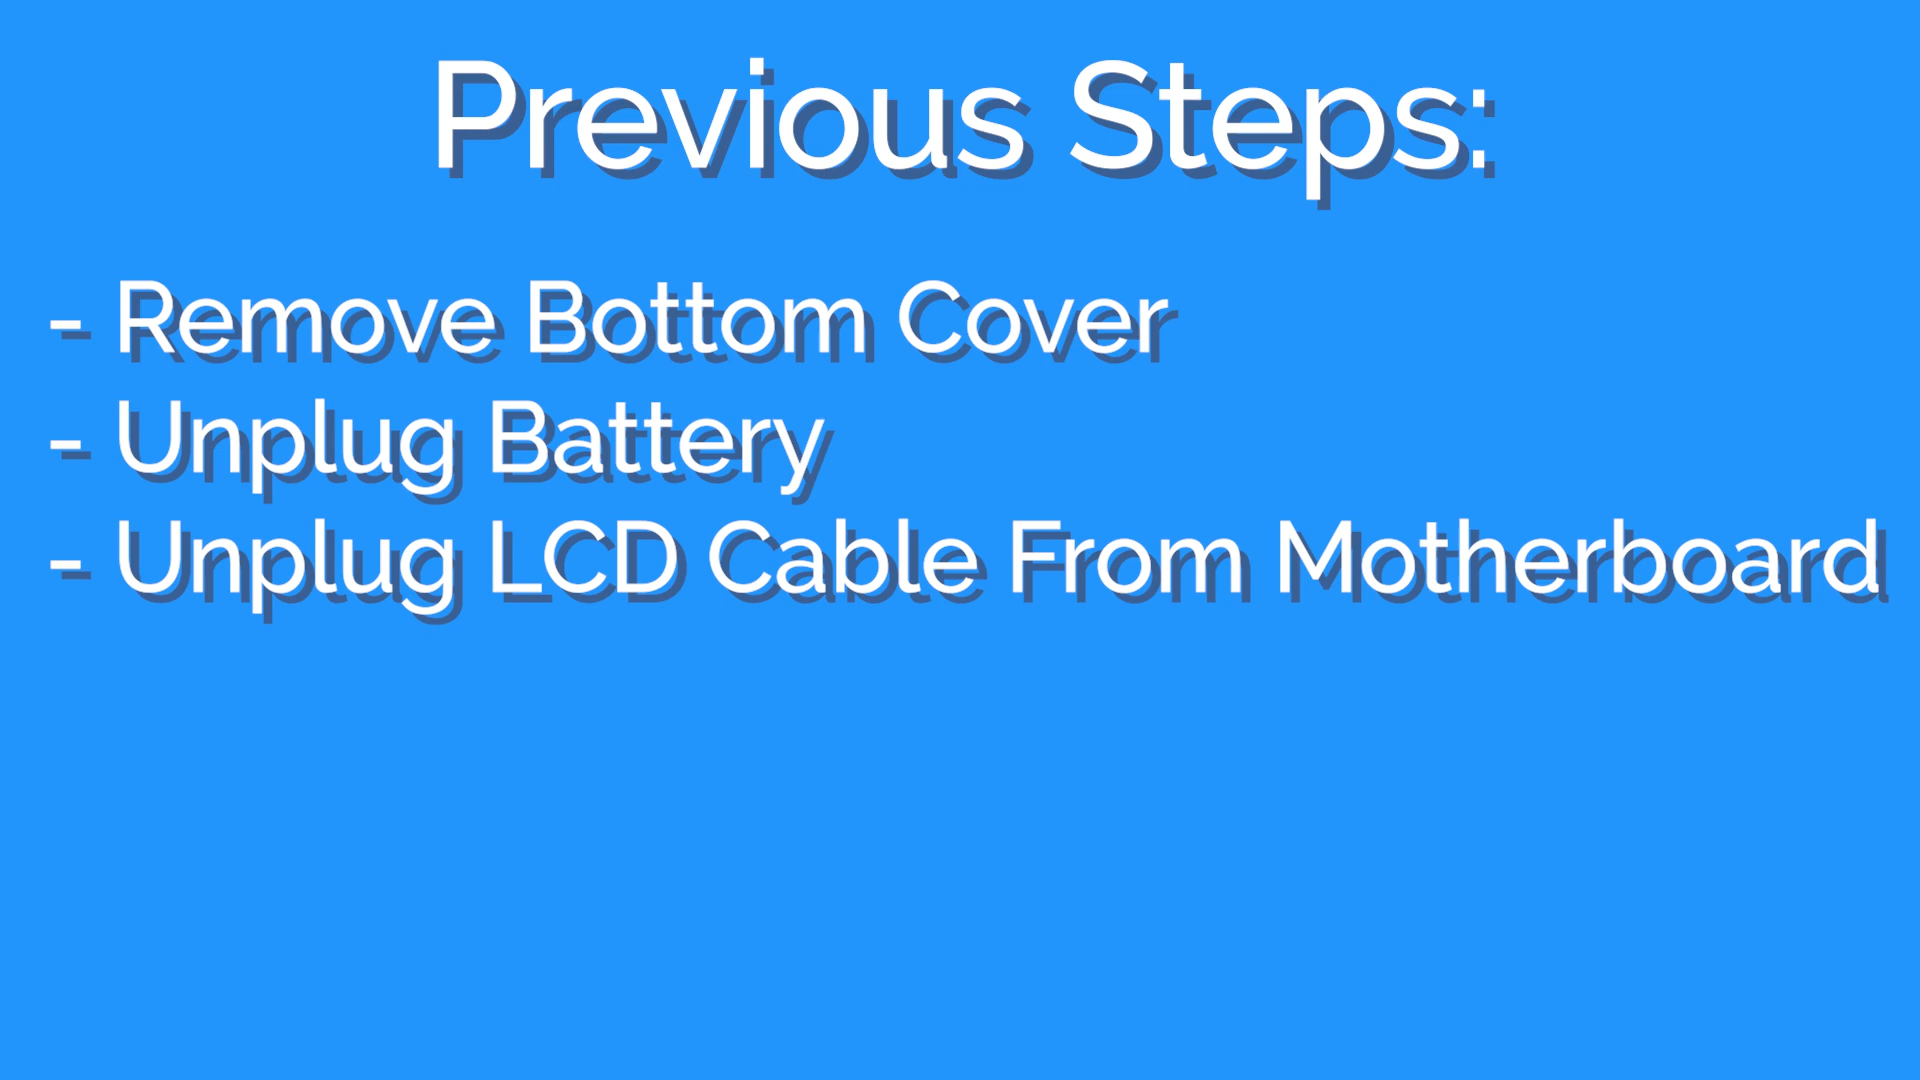 Previous Steps:
- Remove Bottom Cover
- Unplug Battery
- Unplug LCD Cable From Motherboard